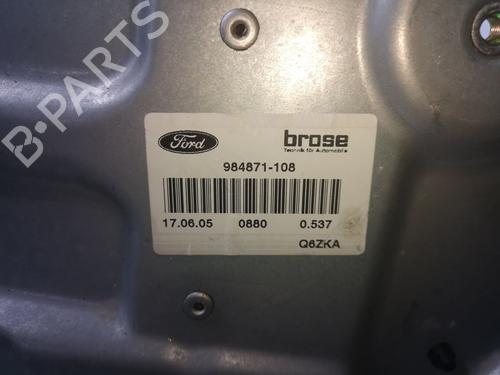 B-PARTS
Ford
brose
Technik für Automobile
984871-108
17.06.05 0880 0.537
Q6ZKA